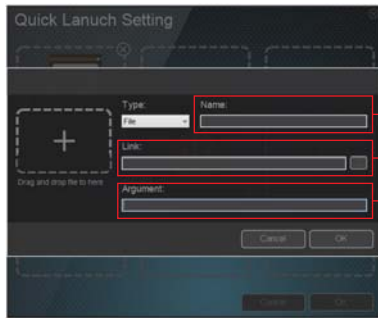 Quick Lanuch Setting
Type:
Name:
File
Link:
Drag and drop file to here
Argument:
Cancel
OK
Cancel
OK